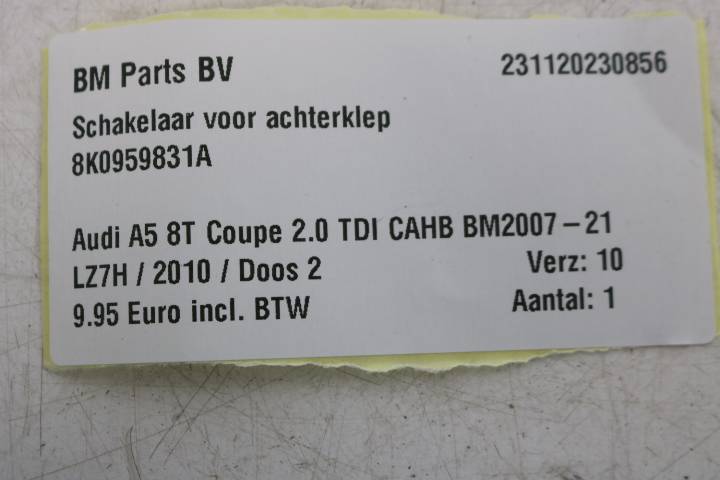 BM Parts BV 231120230856
Schakelaar voor achterklep
8K0959831A
Audi A5 8T Coupe 2.0 TDI CAHB BM2007-21
LZ7H / 2010 / Doos 2 Verz: 10
9.95 Euro incl. BTW Aantal: 1